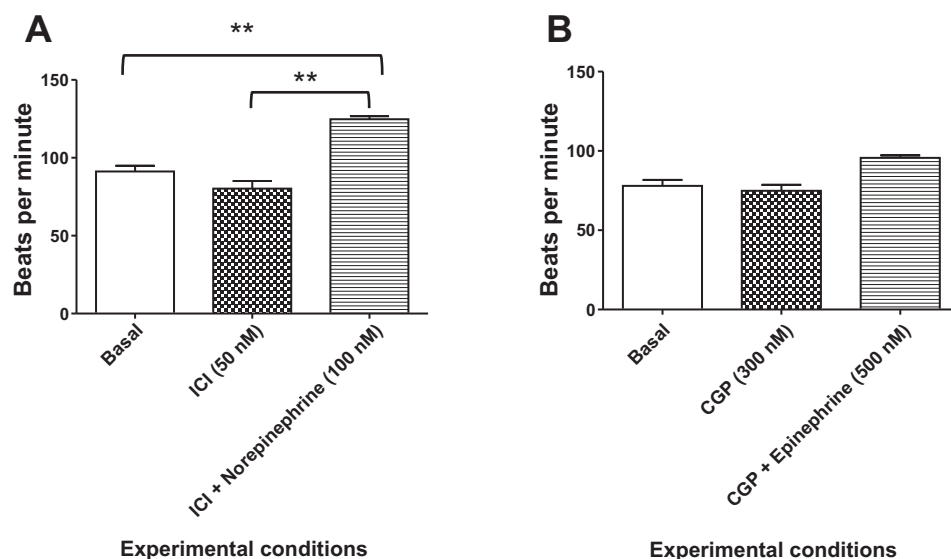 A
**
**
Beats per minute
150
100
50
0
Basal
ICI (50 nM)
ICI + Norepinephrine (100 nM)
Experimental conditions
B
Beats per minute
150
100
50
0
Basal
CGP (300 nM)
CGP + Epinephrine (500 nM)
Experimental conditions